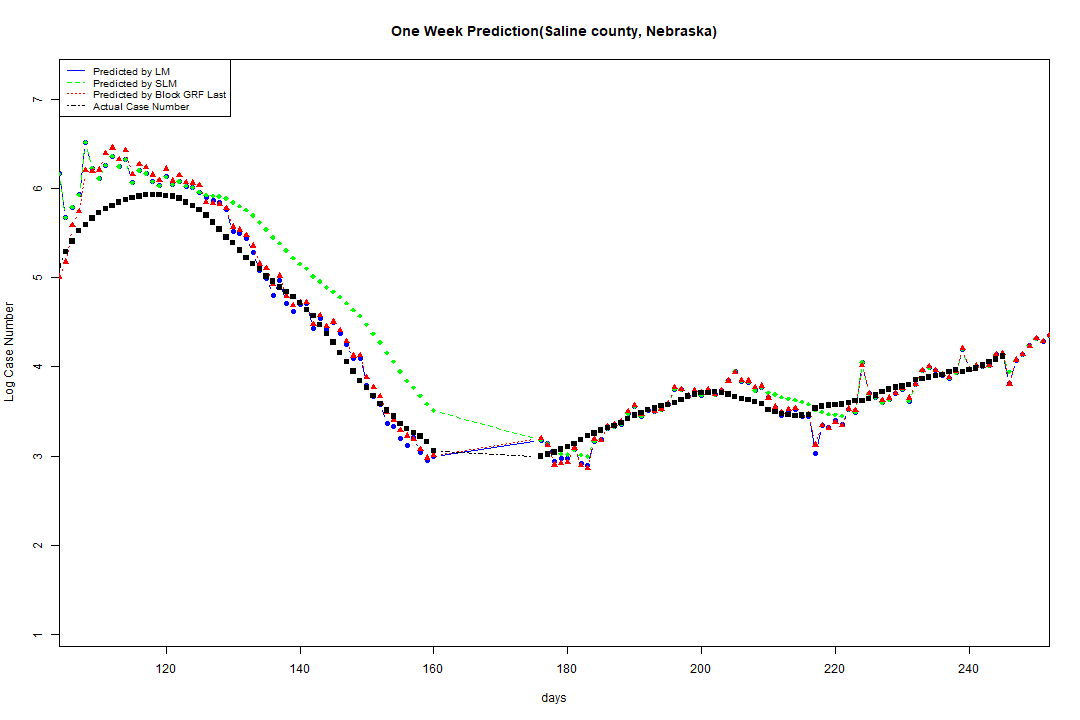 One Week Prediction(Saline county, Nebraska)
Predicted by LM
Predicted by SLM
Predicted by Block GRF Last
Actual Case Number
7
6
5
4
3
2
1
Log Case Number
120 140 160 180 200 220 240
days